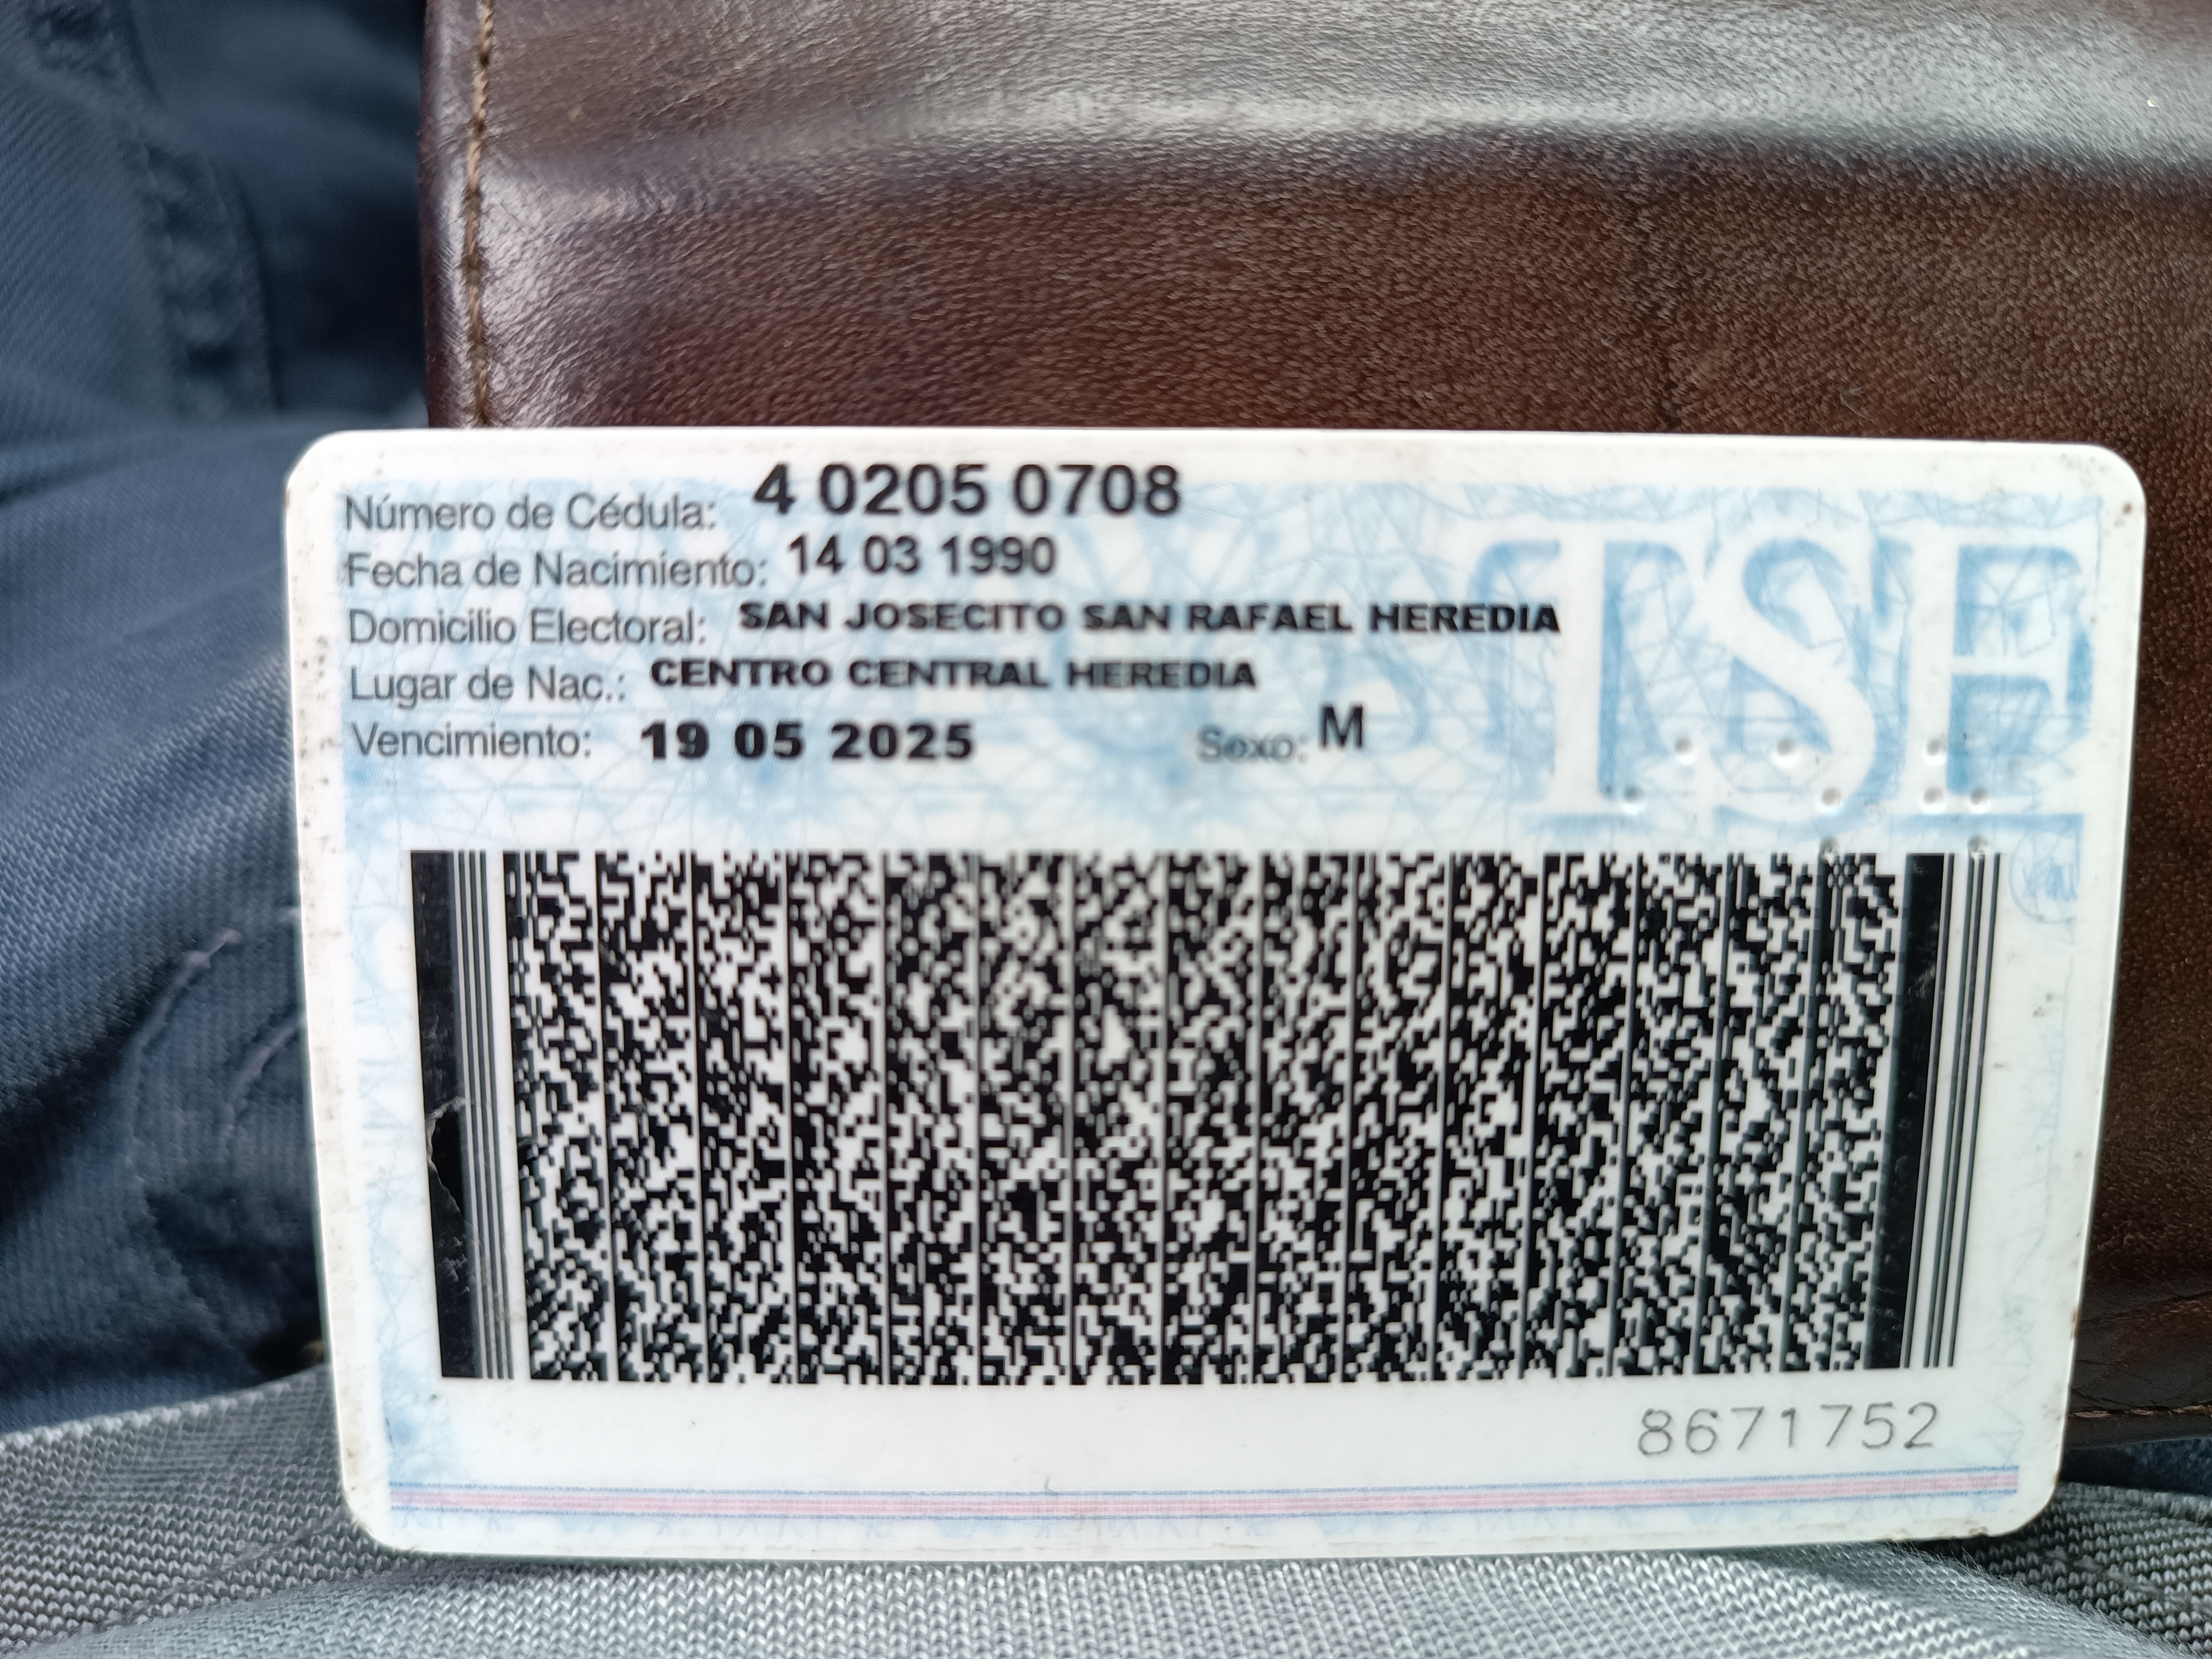 Número de Cédula: 4 0205 0708
Fecha de Nacimiento: 14 03 1990
Domicilio Electoral: SAN JOSECITO SAN RAFAEL HEREDIA
Lugar de Nac.: CENTRO CENTRAL HEREDIA
Vencimiento: 19 05 2025 Sexo: M
TSE
8671752